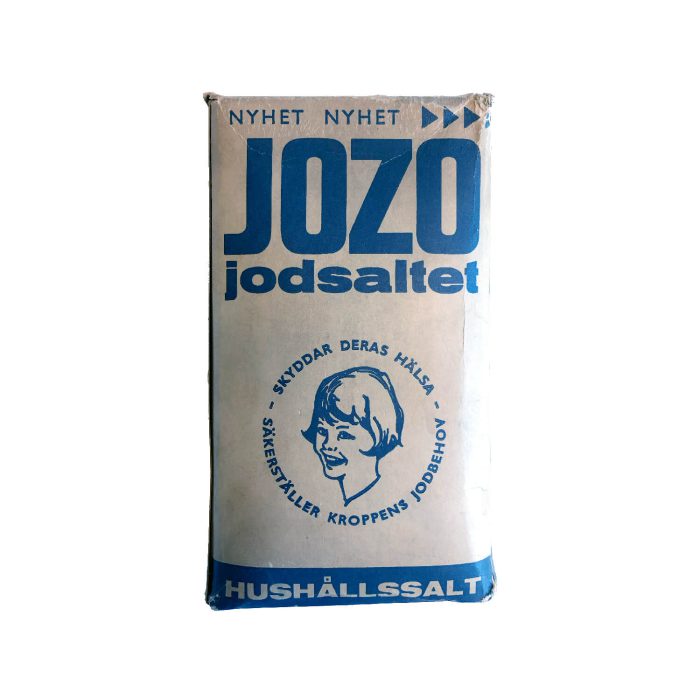 NYHET NYHET
JOZO
jodsaltet
– SKYDDAR DERAS HÄLSA –
SÄKERSTÄLLER KROPPENS JODBEHOV
HUSHÅLLSSALT